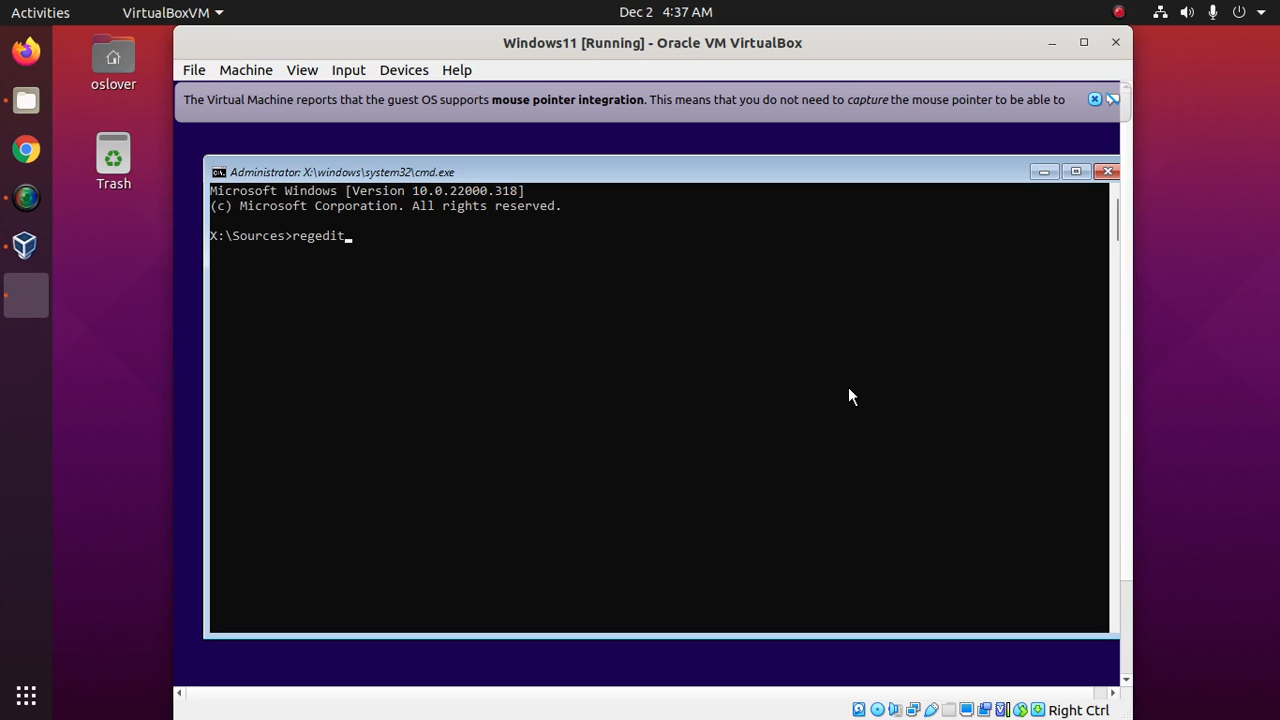 Activities
VirtualBoxVM
Dec 2 4:37 AM
oslover
Trash
Windows11 [Running] - Oracle VM VirtualBox
File Machine View Input Devices Help
The Virtual Machine reports that the guest OS supports mouse pointer integration. This means that you do not need to capture the mouse pointer to be able to
Administrator: X:\windows\system32\cmd.exe
Microsoft Windows [Version 10.0.22000.318]
(c) Microsoft Corporation. All rights reserved.
X:\Sources>regedit
Right Ctrl